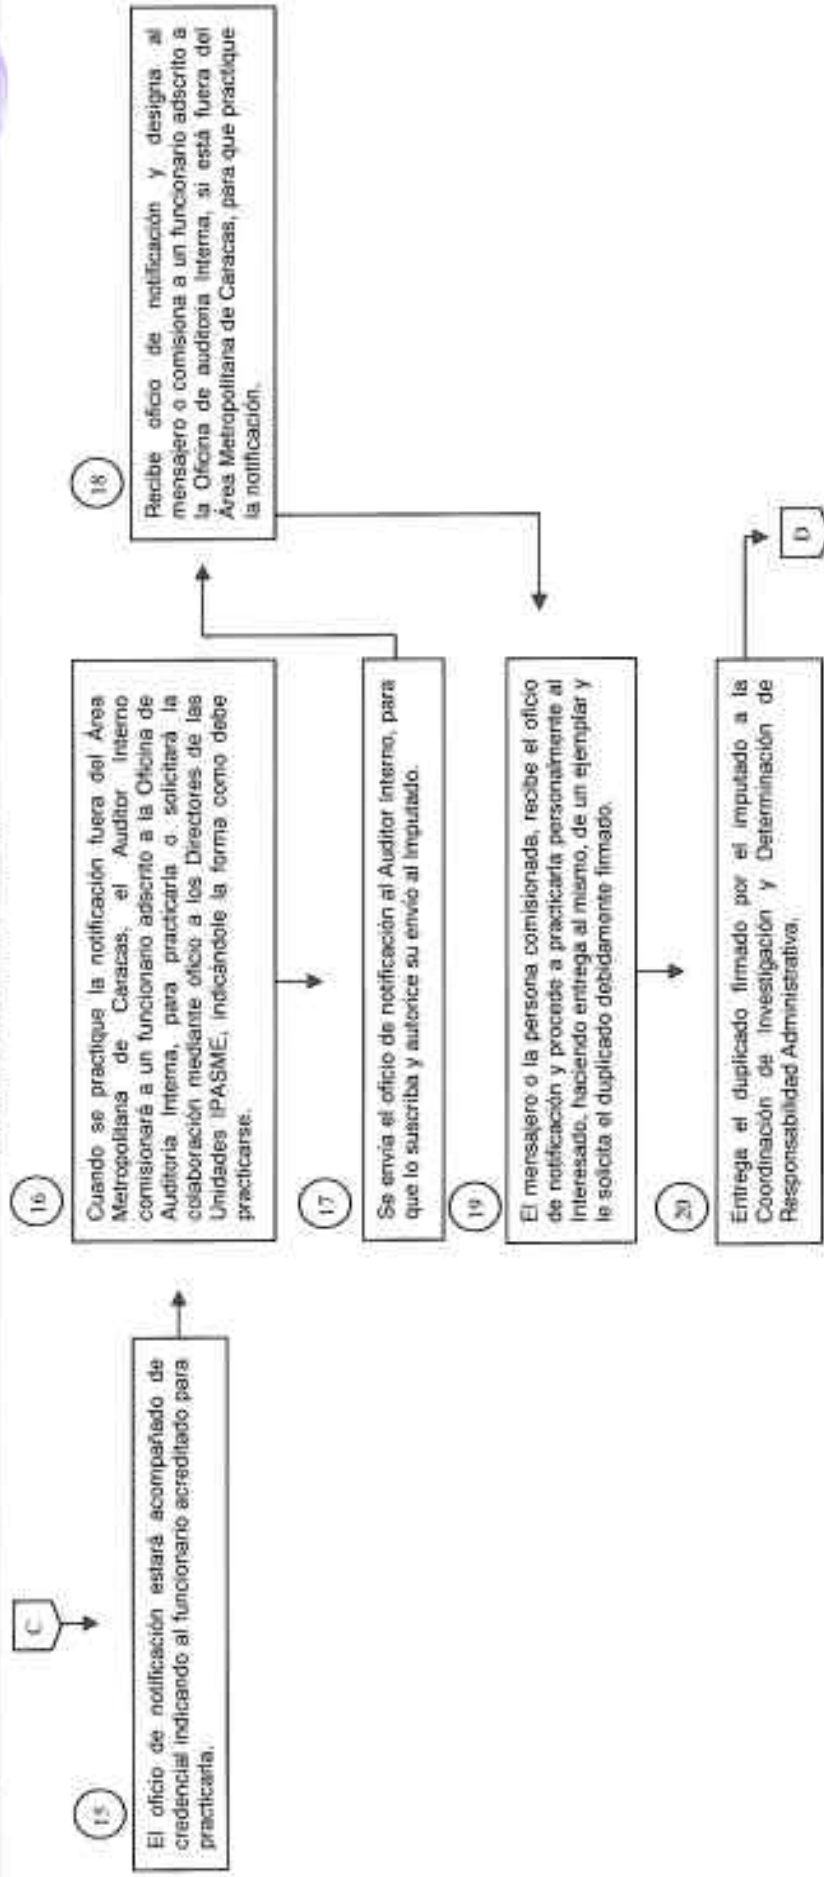 C
15
El oficio de notificación estará acompañado de
credencial indicando al funcionario acreditado para
practicarla.
16
Cuando se practique la notificación fuera del Área
Metropolitana de Caracas, el Auditor Interno
comisionará a un funcionario adscrito a la Oficina de
Auditoria Interna, para practicarla o solicitará la
colaboración mediante oficio a los Directores de las
Unidades IPASME, indicándole la forma como debe
practicarse.
17
Se envía el oficio de notificación al Auditor Interno, para
que lo suscriba y autorice su envío al Imputado.
18
Recibe oficio de notificación y designa al
mensajero o comisiona a un funcionario adscrito a
la Oficina de auditoria Interna, si está fuera del
Área Metropolitana de Caracas, para que practique
la notificación.
19
El mensajero o la persona comisionada, recibe el oficio
de notificación y procede a practicarla personalmente al
Interesado, haciendo entrega al mismo, de un ejemplar y
le solicita el duplicado debidamente firmado.
20
Entrega el duplicado firmado por el imputado a la
Coordinación de Investigación y Determinación de
Responsabilidad Administrativa.
D